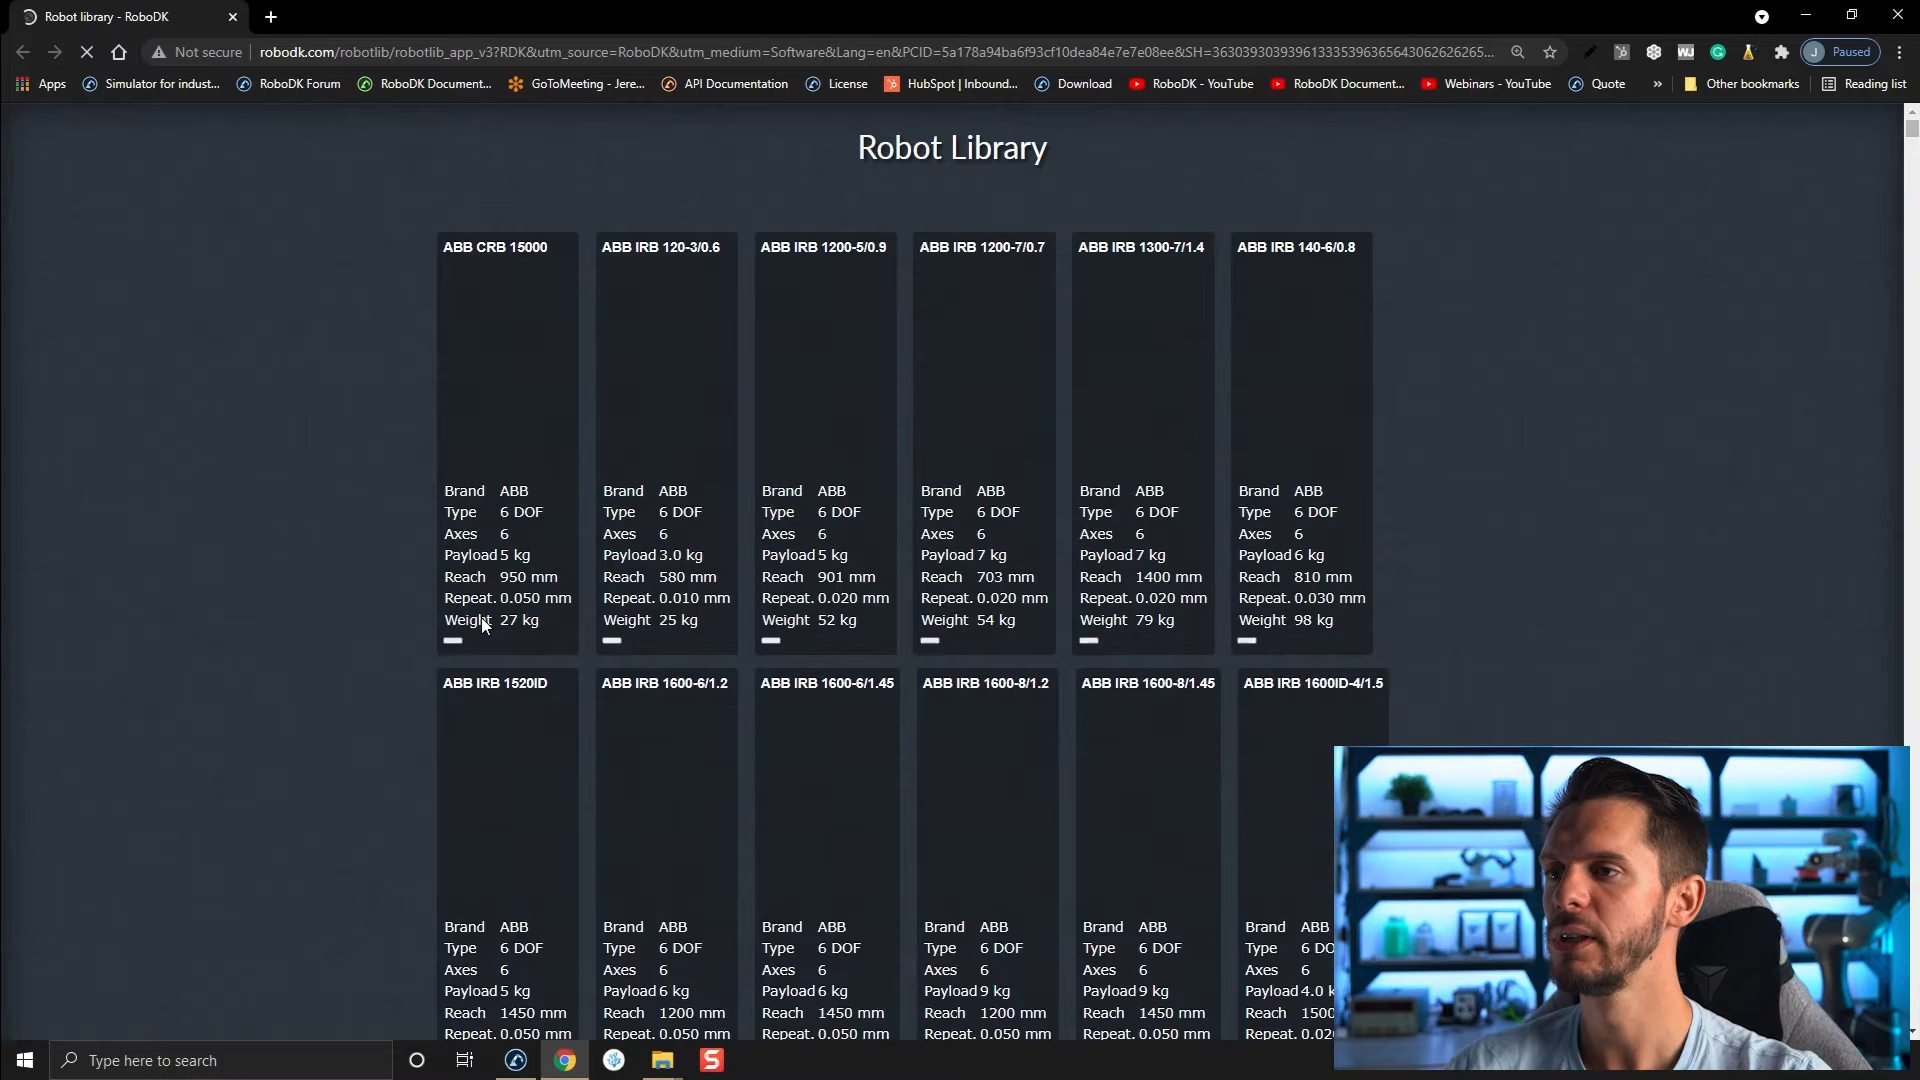 Robot library - RoboDK
Not secure robodk.com/robotlib/robotlib_app_v3?RDK&utm_source=RoboDK&utm_medium=Software&Lang=en&PCID=5a178a94ba6f93cf10dea84e7e7e08ee&SH=363039303939613335396365643062626265...
J Paused
Apps Simulator for indust... RoboDK Forum RoboDK Document... GoToMeeting - Jere... API Documentation License HubSpot | Inbound... Download RoboDK - YouTube RoboDK Document... Webinars - YouTube Quote » Other bookmarks Reading list
Robot Library
ABB CRB 15000 ABB IRB 120-3/0.6 ABB IRB 1200-5/0.9 ABB IRB 1200-7/0.7 ABB IRB 1300-7/1.4 ABB IRB 140-6/0.8
Brand ABB Brand ABB Brand ABB Brand ABB Brand ABB Brand ABB
Type 6 DOF Type 6 DOF Type 6 DOF Type 6 DOF Type 6 DOF Type 6 DOF
Axes 6 Axes 6 Axes 6 Axes 6 Axes 6 Axes 6
Payload 5 kg Payload 3.0 kg Payload 5 kg Payload 7 kg Payload 7 kg Payload 6 kg
Reach 950 mm Reach 580 mm Reach 901 mm Reach 703 mm Reach 1400 mm Reach 810 mm
Repeat. 0.050 mm Repeat. 0.010 mm Repeat. 0.020 mm Repeat. 0.020 mm Repeat. 0.020 mm Repeat. 0.030 mm
Weight 27 kg Weight 25 kg Weight 52 kg Weight 54 kg Weight 79 kg Weight 98 kg
ABB IRB 1520ID ABB IRB 1600-6/1.2 ABB IRB 1600-6/1.45 ABB IRB 1600-8/1.2 ABB IRB 1600-8/1.45 ABB IRB 1600ID-4/1.5
Brand ABB Brand ABB Brand ABB Brand ABB Brand ABB Brand ABB
Type 6 DOF Type 6 DOF Type 6 DOF Type 6 DOF Type 6 DOF Type 6 DO
Axes 6 Axes 6 Axes 6 Axes 6 Axes 6 Axes 6
Payload 5 kg Payload 6 kg Payload 6 kg Payload 9 kg Payload 9 kg Payload 4.0 k
Reach 1450 mm Reach 1200 mm Reach 1450 mm Reach 1200 mm Reach 1450 mm Reach 1500
Repeat. 0.050 mm Repeat. 0.050 mm Repeat. 0.050 mm Repeat. 0.050 mm Repeat. 0.050 mm Repeat. 0.02
Type here to search